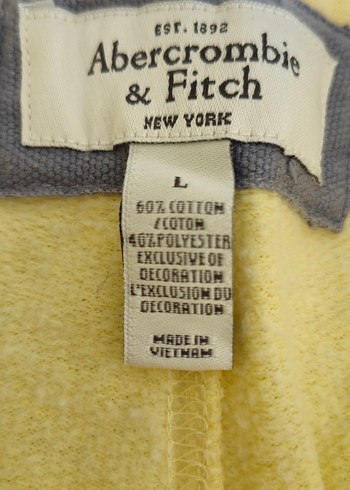 EST. 1892
Abercrombie
& Fitch
NEW YORK
L
60% COTTON
/COTON
40%POLYESTER
EXCLUSIVE OF
DECORATION
L'EXCLUSION DU
DECORATION
MADE IN
VIETNAM